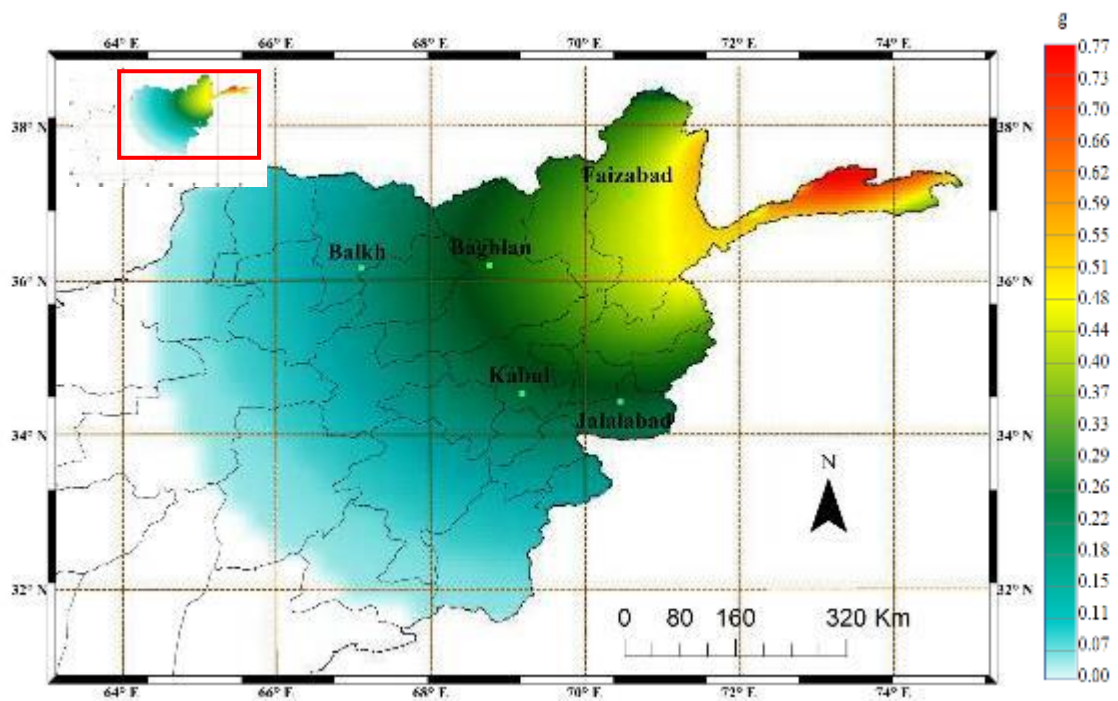 g
64° E 66° E 68° E 70° E 72° E 74° E
0.77
0.73
0.70
0.66
0.62
0.59
0.55
0.51
0.48
0.44
0.40
0.37
0.33
0.29
0.26
0.22
0.18
0.15
0.11
0.07
0.00
38° N 38° N
Faizabad
Balkh Baghlan
36° N 36° N
Kabul
Jalalabad
34° N 34° N
N
32° N 32° N
0 80 160 320 Km
64° E 66° E 68° E 70° E 72° E 74° E